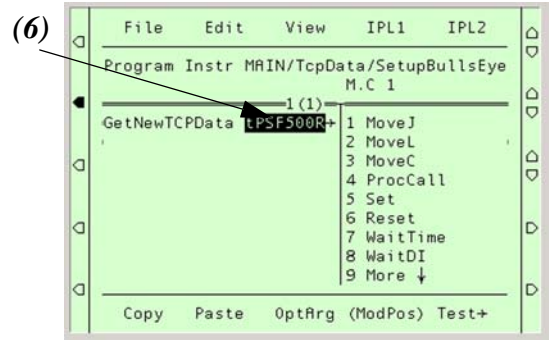 (6)
File Edit View IPL1 IPL2
Program Instr MAIN/TcpData/SetupBullsEye
M.C 1
1(1)
GetNewTCPData tPSF500R→
1 MoveJ
2 MoveL
3 MoveC
4 ProcCall
5 Set
6 Reset
7 WaitTime
8 WaitDI
9 More ↓
Copy Paste OptArg (ModPos) Test→